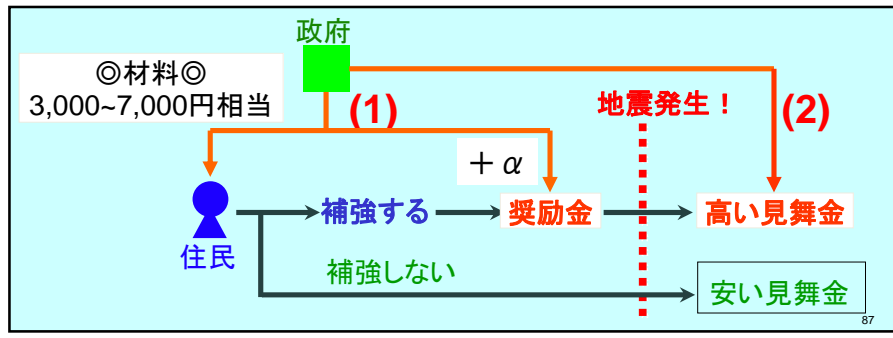 政府
◎材料◎
3,000~7,000円相当
(1)
地震発生！
(2)
＋α
補強する
奨励金
高い見舞金
住民
補強しない
安い見舞金
87